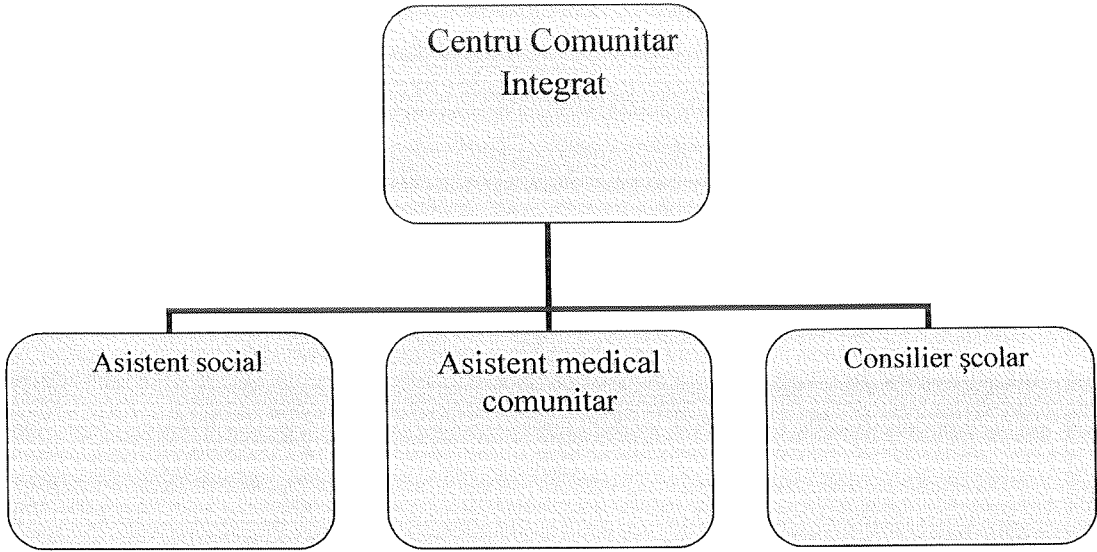 Centru Comunitar
Integrat
Asistent social
Asistent medical
comunitar
Consilier școlar